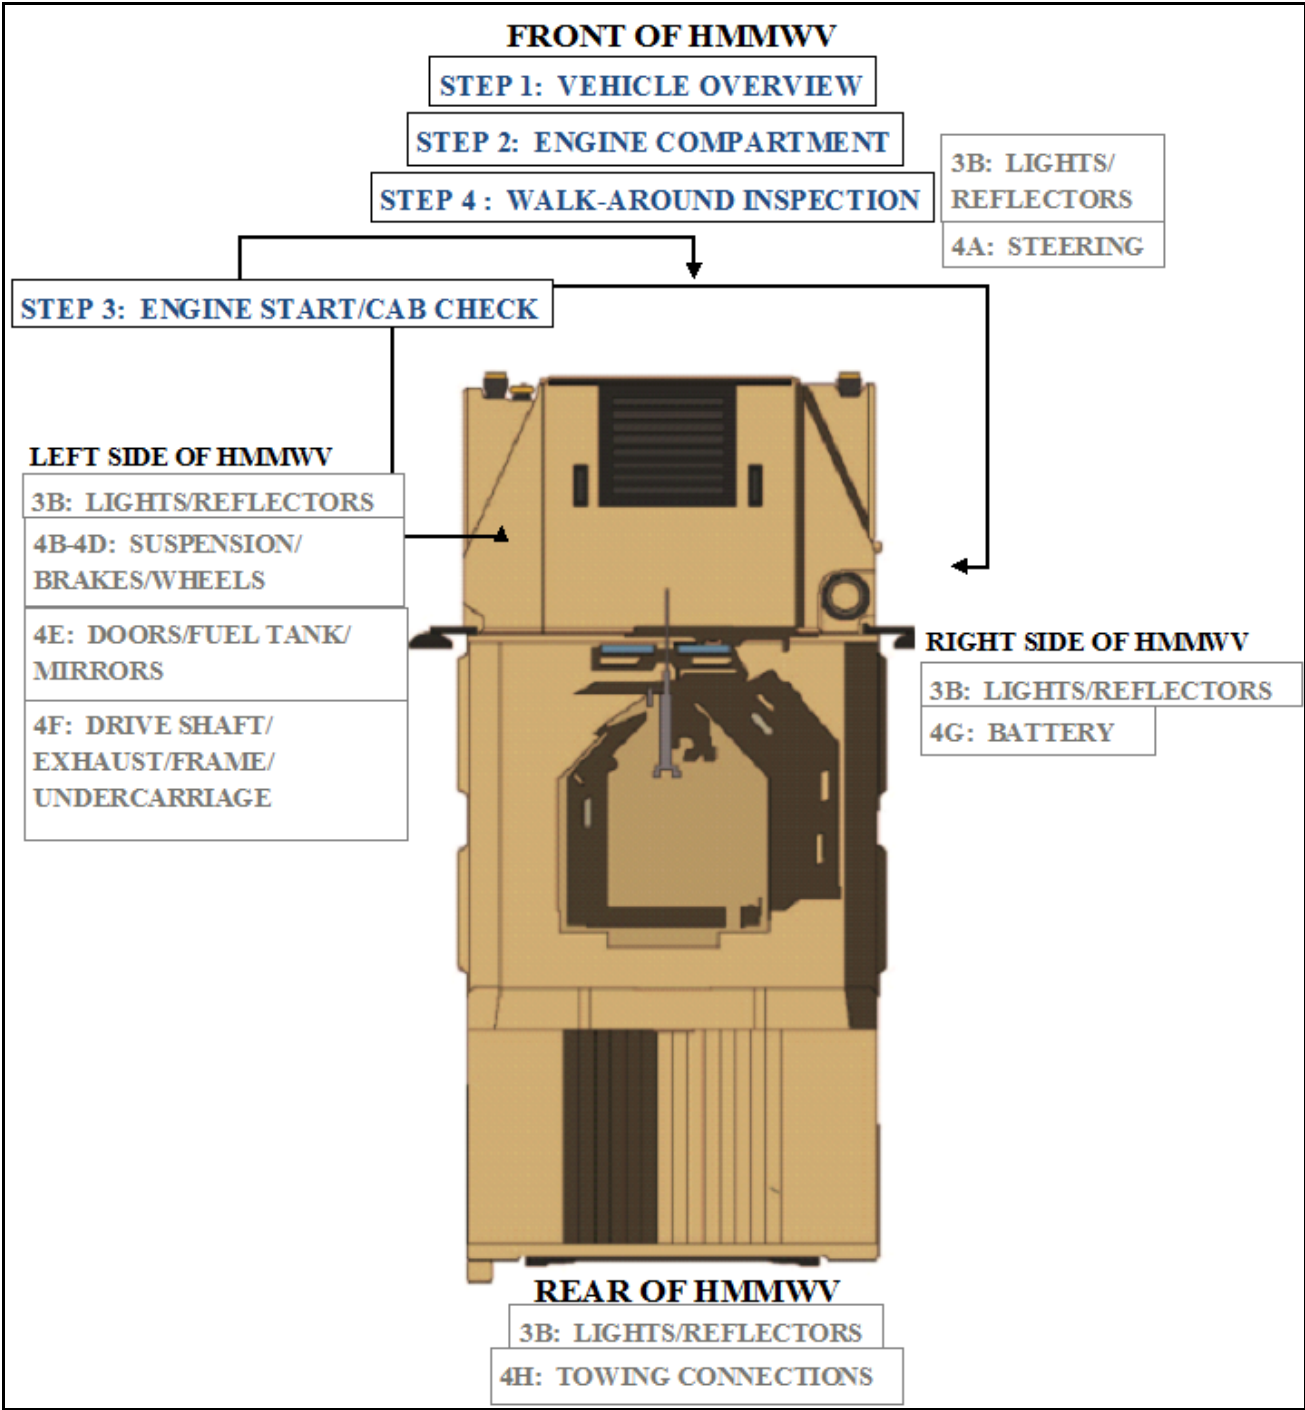 FRONT OF HMMWV
STEP 1: VEHICLE OVERVIEW
STEP 2: ENGINE COMPARTMENT
STEP 4 : WALK-AROUND INSPECTION
3B: LIGHTS/
REFLECTORS
4A: STEERING
STEP 3: ENGINE START/CAB CHECK
LEFT SIDE OF HMMWV
3B: LIGHTS/REFLECTORS
4B-4D: SUSPENSION/
BRAKES/WHEELS
4E: DOORS/FUEL TANK/
MIRRORS
4F: DRIVE SHAFT/
EXHAUST/FRAME/
UNDERCARRIAGE
RIGHT SIDE OF HMMWV
3B: LIGHTS/REFLECTORS
4G: BATTERY
REAR OF HMMWV
3B: LIGHTS/REFLECTORS
4H: TOWING CONNECTIONS